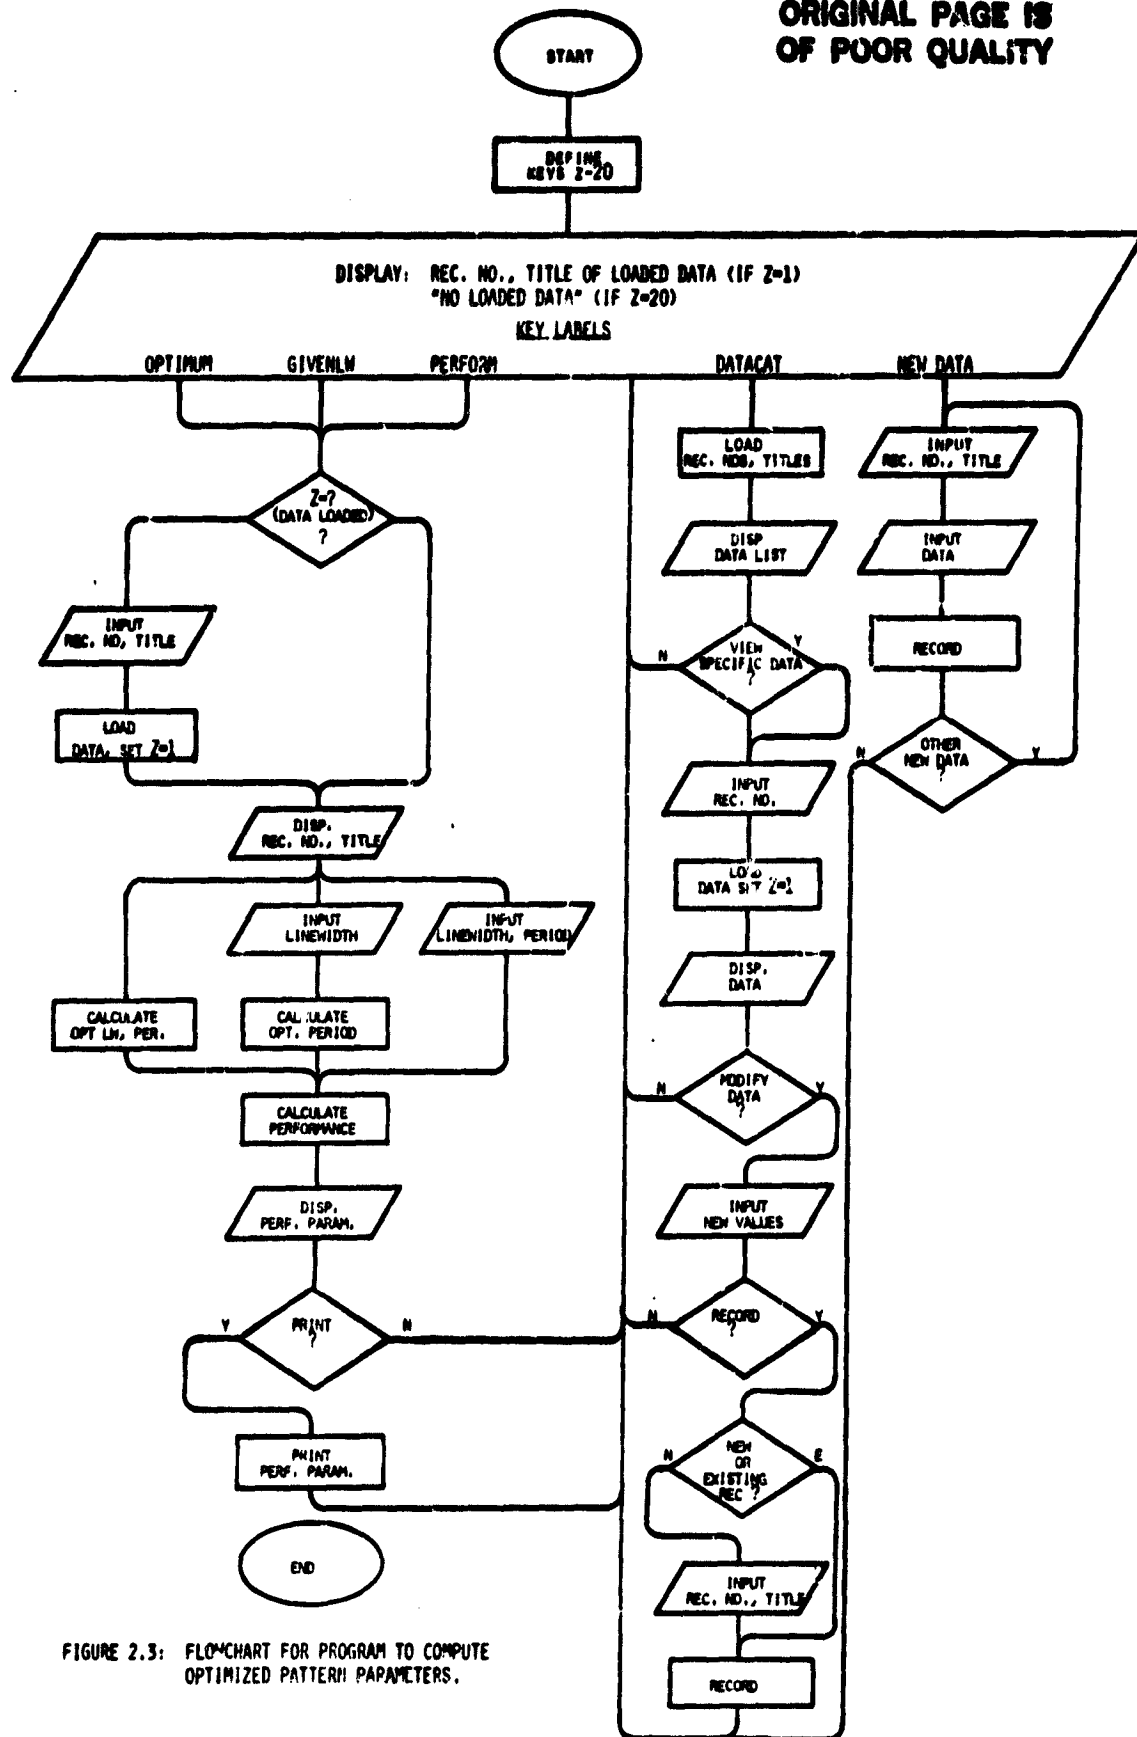 ORIGINAL PAGE IS
OF POOR QUALITY
START
DEFINE
KEYS Z=20
DISPLAY: REC. NO., TITLE OF LOADED DATA (IF Z=1)
"NO LOADED DATA" (IF Z=20)
KEY LABELS
OPTIMUM GIVENLW PERFORM DATACAT NEW DATA
Z=?
(DATA LOADED)
?
INPUT
REC. NO, TITLE
LOAD
DATA, SET Z=1
DISP.
REC. NO., TITLE
INPUT
LINEWIDTH
INPUT
LINEWIDTH, PERIOD
CALCULATE
OPT LW, PER.
CALCULATE
OPT. PERIOD
CALCULATE
PERFORMANCE
DISP.
PERF. PARAM.
Y
PRINT
?
N
PRINT
PERF. PARAM.
END
LOAD
REC. NOS, TITLES
DISP
DATA LIST
N
VIEW
SPECIFIC DATA
?
Y
INPUT
REC. NO.
LOAD
DATA SET Z=1
DISP.
DATA
N
MODIFY
DATA
?
Y
INPUT
NEW VALUES
N
RECORD
?
Y
N
NEW
OR
EXISTING
REC ?
E
INPUT
REC. NO., TITLE
RECORD
INPUT
REC. NO., TITLE
INPUT
DATA
RECORD
N
OTHER
NEW DATA
?
Y
FIGURE 2.3: FLOWCHART FOR PROGRAM TO COMPUTE
OPTIMIZED PATTERN PARAMETERS.